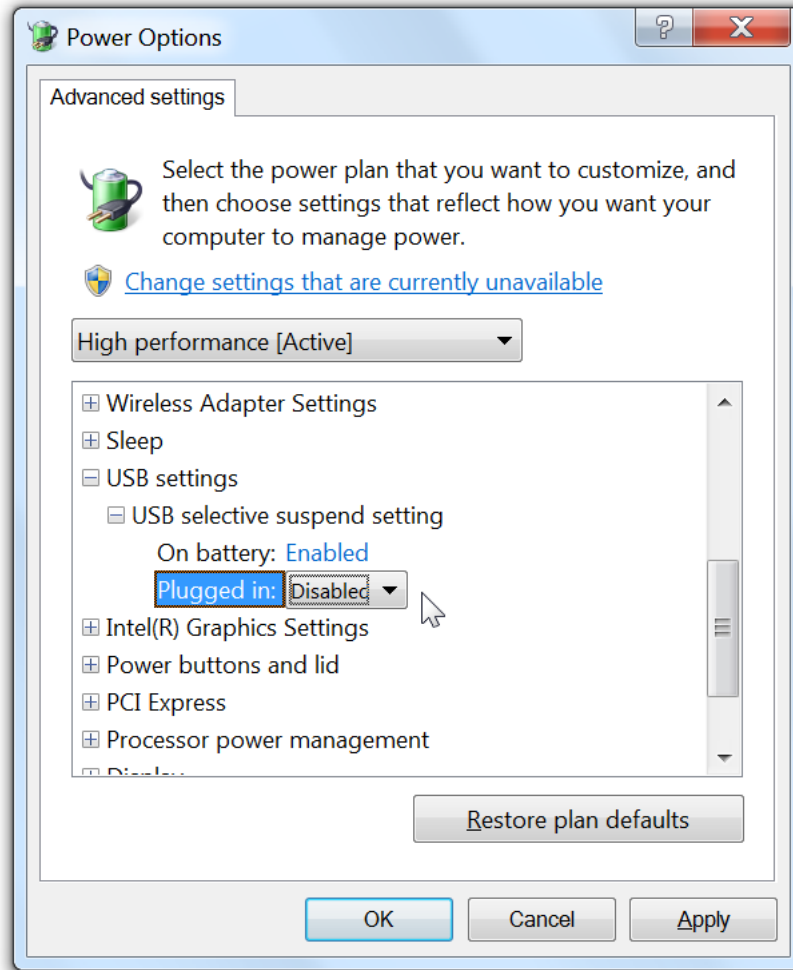 Power Options
Advanced settings
Select the power plan that you want to customize, and
then choose settings that reflect how you want your
computer to manage power.
Change settings that are currently unavailable
High performance [Active]
Wireless Adapter Settings
Sleep
USB settings
USB selective suspend setting
On battery: Enabled
Plugged in: Disabled
Intel(R) Graphics Settings
Power buttons and lid
PCI Express
Processor power management
Display
Restore plan defaults
OK Cancel Apply